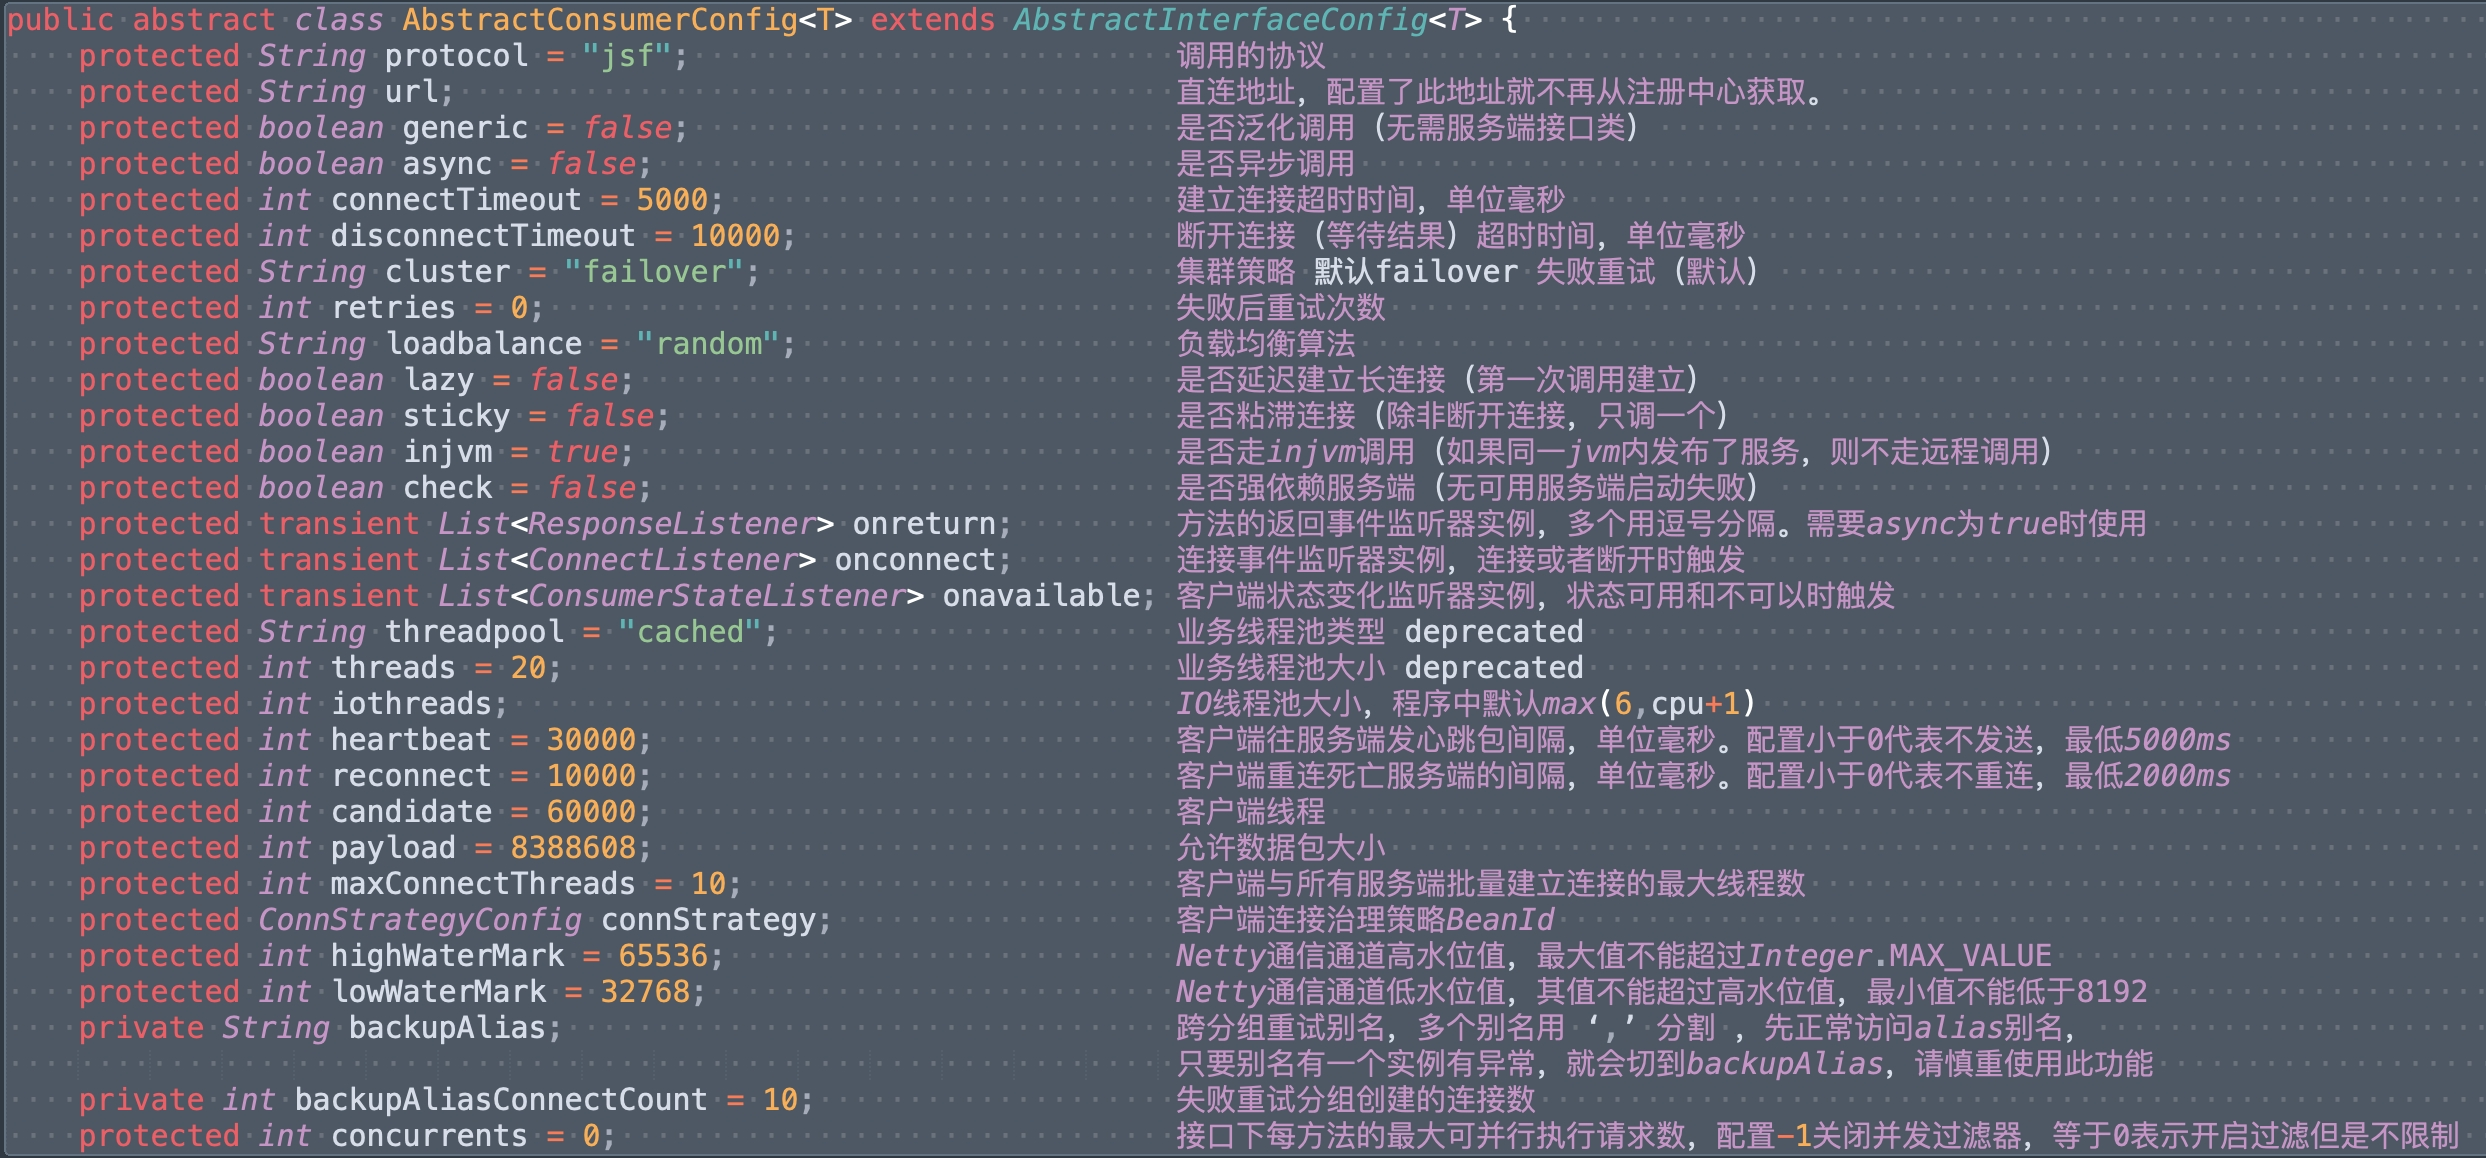 public abstract class AbstractConsumerConfig<T> extends AbstractInterfaceConfig<T> {
protected String protocol = "jsf"; 调用的协议
protected String url; 直连地址，配置了此地址就不再从注册中心获取。
protected boolean generic = false; 是否泛化调用（无需服务端接口类）
protected boolean async = false; 是否异步调用
protected int connectTimeout = 5000; 建立连接超时时间，单位毫秒
protected int disconnectTimeout = 10000; 断开连接（等待结果）超时时间，单位毫秒
protected String cluster = "failover"; 集群策略 默认failover 失败重试（默认）
protected int retries = 0; 失败后重试次数
protected String loadbalance = "random"; 负载均衡算法
protected boolean lazy = false; 是否延迟建立长连接（第一次调用建立）
protected boolean sticky = false; 是否粘滞连接（除非断开连接，只调一个）
protected boolean injvm = true; 是否走injvm调用（如果同一jvm内发布了服务，则不走远程调用）
protected boolean check = false; 是否强依赖服务端（无可用服务端启动失败）
protected transient List<ResponseListener> onreturn; 方法的返回事件监听器实例，多个用逗号分隔。需要async为true时使用
protected transient List<ConnectListener> onconnect; 连接事件监听器实例，连接或者断开时触发
protected transient List<ConsumerStateListener> onavailable; 客户端状态变化监听器实例，状态可用和不可以时触发
protected String threadpool = "cached"; 业务线程池类型 deprecated
protected int threads = 20; 业务线程池大小 deprecated
protected int iothreads; IO线程池大小，程序中默认max(6,cpu+1)
protected int heartbeat = 30000; 客户端往服务端发心跳包间隔，单位毫秒。配置小于0代表不发送，最低5000ms
protected int reconnect = 10000; 客户端重连死亡服务端的间隔，单位毫秒。配置小于0代表不重连，最低2000ms
protected int candidate = 60000; 客户端线程
protected int payload = 8388608; 允许数据包大小
protected int maxConnectThreads = 10; 客户端与所有服务端批量建立连接的最大线程数
protected ConnStrategyConfig connStrategy; 客户端连接治理策略BeanId
protected int highWaterMark = 65536; Netty通信通道高水位值，最大值不能超过Integer.MAX_VALUE
protected int lowWaterMark = 32768; Netty通信通道低水位值，其值不能超过高水位值，最小值不能低于8192
private String backupAlias; 跨分组重试别名，多个别名用 ‘,’ 分割 ，先正常访问alias别名，
只要别名有一个实例有异常，就会切到backupAlias，请慎重使用此功能
private int backupAliasConnectCount = 10; 失败重试分组创建的连接数
protected int concurrents = 0; 接口下每方法的最大可并行执行请求数，配置-1关闭并发过滤器，等于0表示开启过滤但是不限制